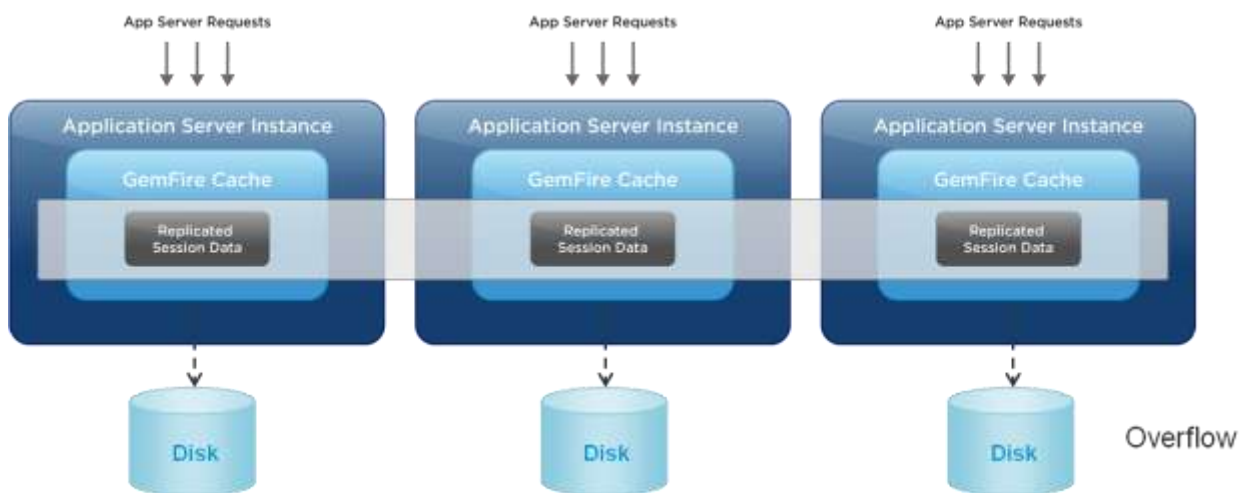 App Server Requests
App Server Requests
App Server Requests
Application Server Instance
Application Server Instance
Application Server Instance
GemFire Cache
GemFire Cache
GemFire Cache
Replicated
Session Data
Replicated
Session Data
Replicated
Session Data
Disk
Disk
Disk
Overflow